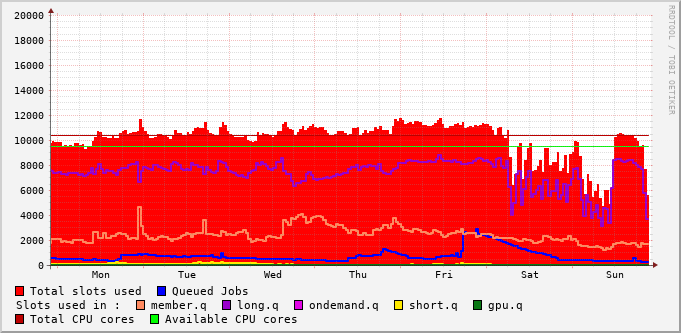 20000
18000
16000
14000
12000
10000
8000
6000
4000
2000
0
Mon Tue Wed Thu Fri Sat Sun
RRDTOOL / TOBI OETIKER
Total slots used Queued Jobs
Slots used in : member.q long.q ondemand.q short.q gpu.q
Total CPU cores Available CPU cores